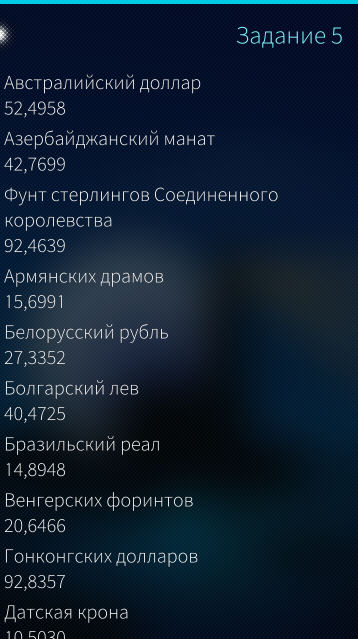 Задание 5
Австралийский доллар
52,4958
Азербайджанский манат
42,7699
Фунт стерлингов Соединенного
королевства
92,4639
Армянских драмов
15,6991
Белорусский рубль
27,3352
Болгарский лев
40,4725
Бразильский реал
14,8948
Венгерских форинтов
20,6466
Гонконгских долларов
92,8357
Датская крона
10,5030